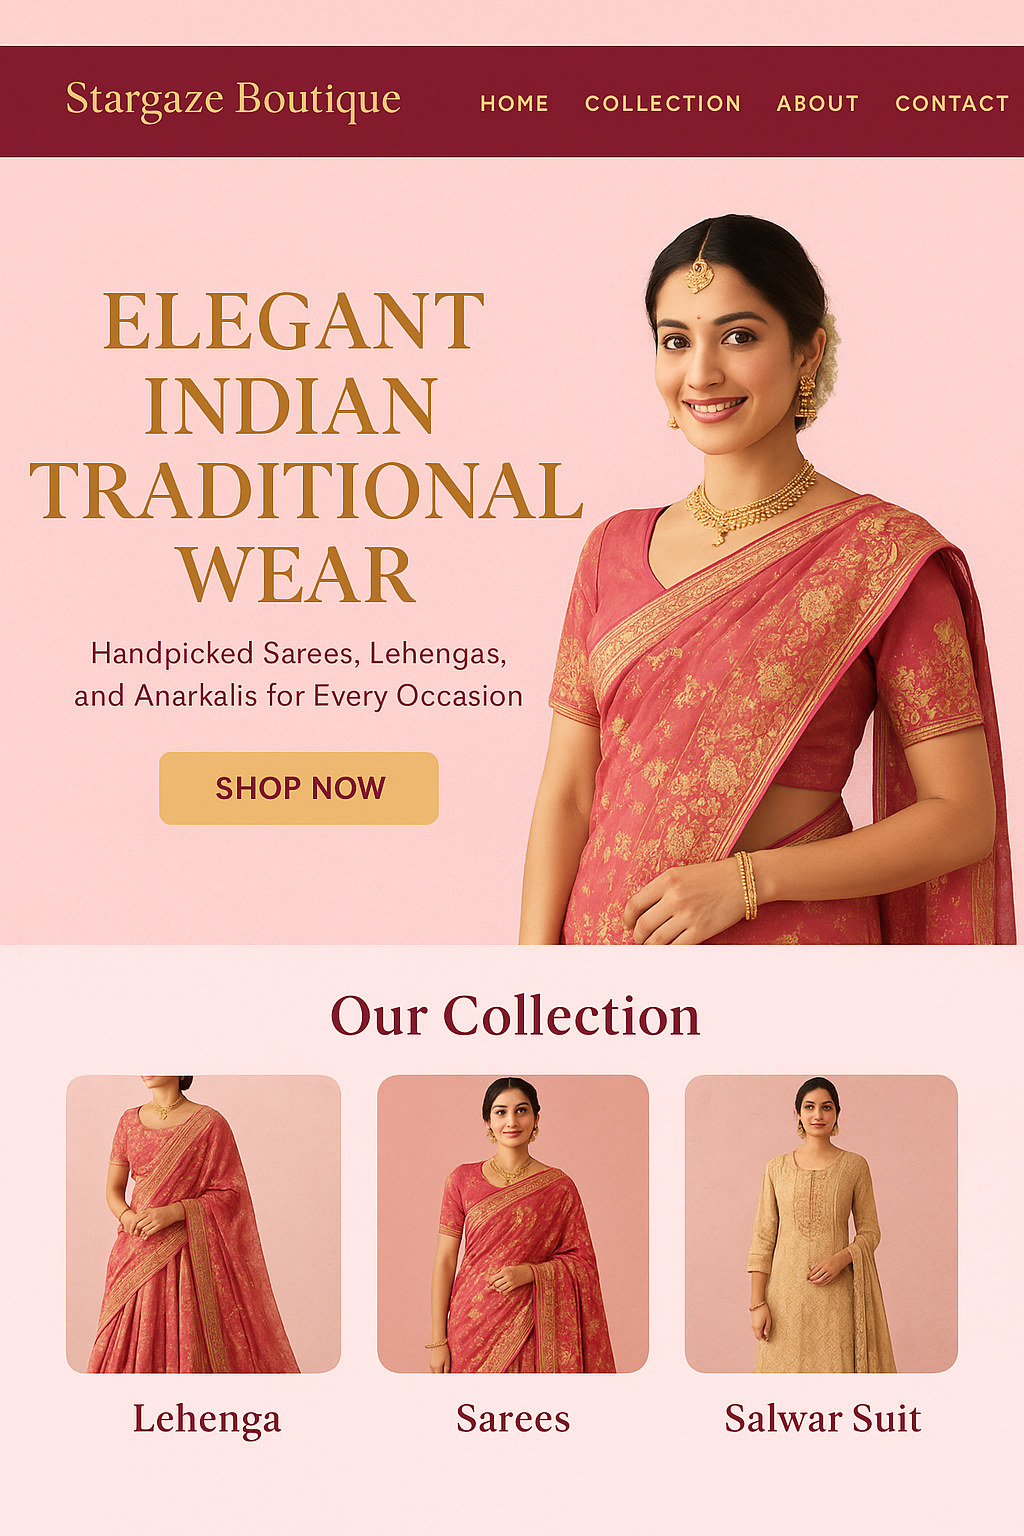 Stargaze Boutique
HOME COLLECTION ABOUT CONTACT
ELEGANT
INDIAN
TRADITIONAL
WEAR
Handpicked Sarees, Lehengas,
and Anarkalis for Every Occasion
SHOP NOW
Our Collection
Lehenga
Sarees
Salwar Suit